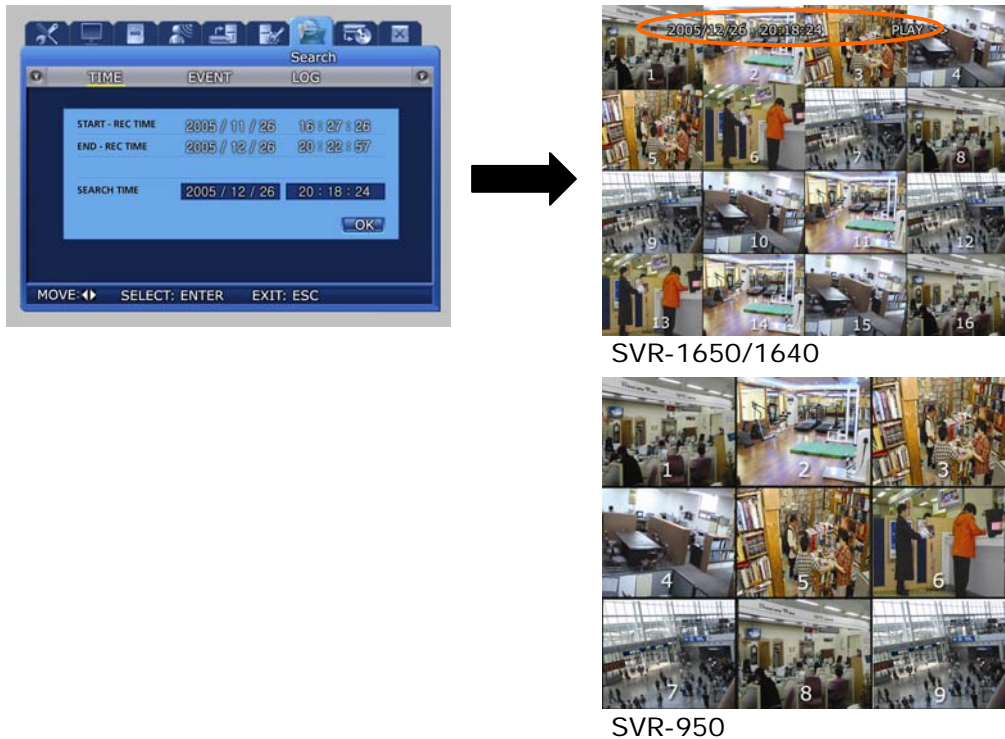 Search
TIME EVENT LOG
START - REC TIME 2005 / 11 / 26 16 : 27 : 26
END - REC TIME 2005 / 12 / 26 20 : 22 : 57
SEARCH TIME 2005 / 12 / 26 20 : 18 : 24
OK
MOVE: SELECT: ENTER EXIT: ESC
2005/12/26 20:18:24 PLAY
1 2 3 4
5 6 7 8
9 10 11 12
13 14 15 16
SVR-1650/1640
1 2 3
4 5 6
7 8 9
SVR-950